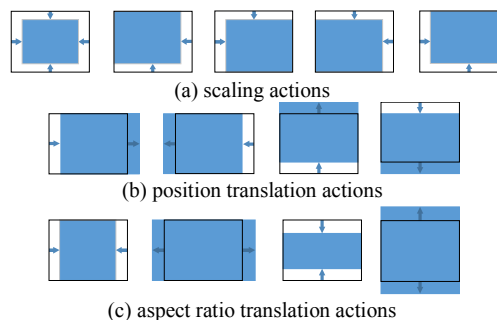 (a) scaling actions
(b) position translation actions
(c) aspect ratio translation actions